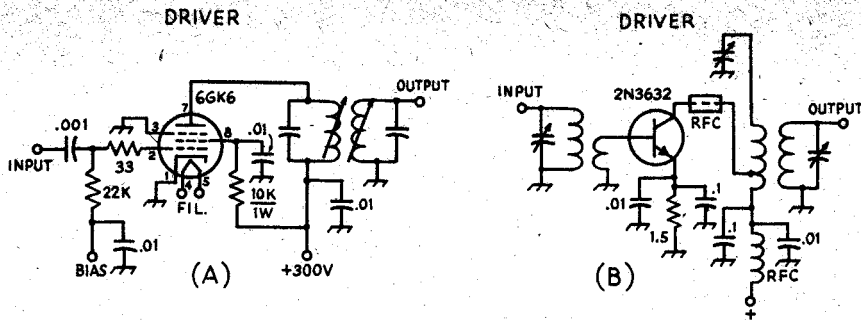 DRIVER
6GK6
7
OUTPUT
.001
3
8
.01
INPUT
33
2
1
4
5
22K
FIL.
10K
1W
.01
.01
BIAS
(A)
+300V
DRIVER
INPUT
2N3632
RFC
OUTPUT
.01
.1
1.5
.1
.01
(B)
RFC
+